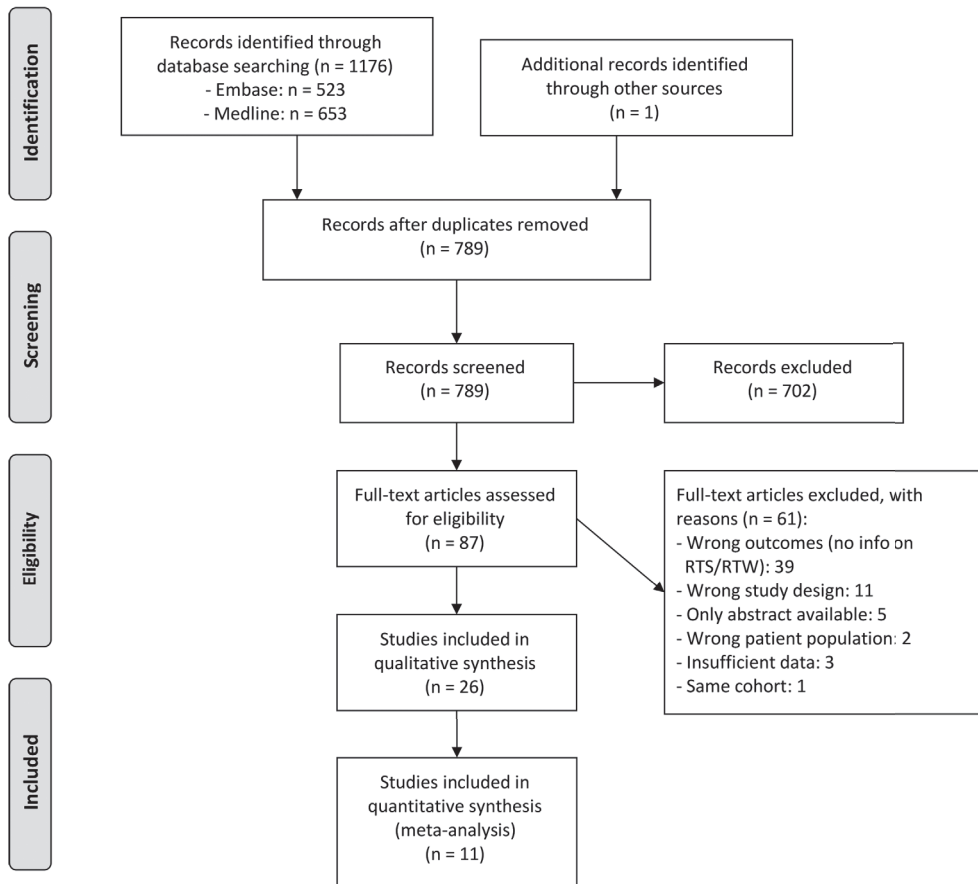 Identification
Records identified through
database searching (n = 1176)
- Embase: n = 523
- Medline: n = 653
Additional records identified
through other sources
(n = 1)
Records after duplicates removed
(n = 789)
Screening
Records screened
(n = 789)
Records excluded
(n = 702)
Eligibility
Full-text articles assessed
for eligibility
(n = 87)
Full-text articles excluded, with
reasons (n = 61):
- Wrong outcomes (no info on
RTS/RTW): 39
- Wrong study design: 11
- Only abstract available: 5
- Wrong patient population: 2
- Insufficient data: 3
- Same cohort: 1
Studies included in
qualitative synthesis
(n = 26)
Included
Studies included in
quantitative synthesis
(meta-analysis)
(n = 11)